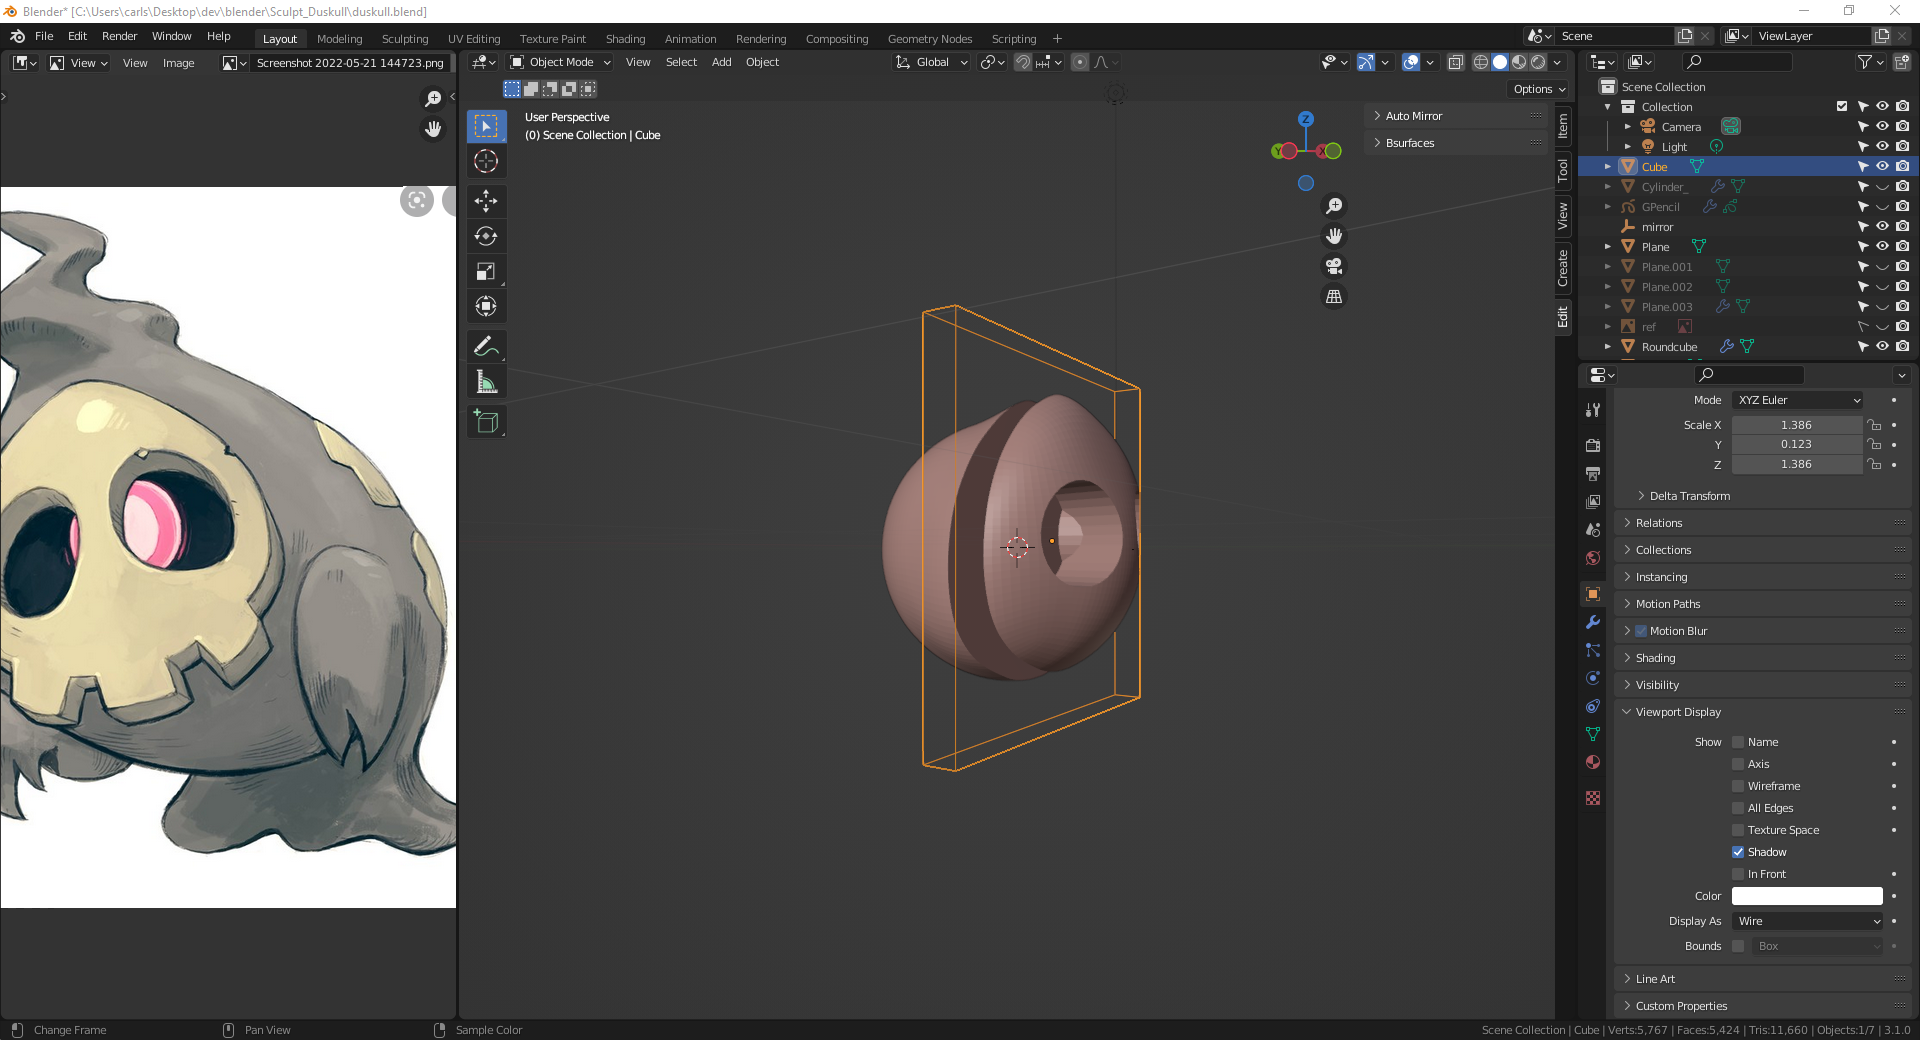 Blender* [C:\Users\carls\Desktop\dev\blender\Sculpt_Duskull\duskull.blend]
File Edit Render Window Help
Layout Modeling Sculpting UV Editing Texture Paint Shading Animation Rendering Compositing Geometry Nodes Scripting +
Scene
ViewLayer
View View Image Screenshot 2022-05-21 144723.png
Object Mode View Select Add Object Global
Options
User Perspective
(0) Scene Collection | Cube
Z
Y
X
Auto Mirror
Bsurfaces
Item
Tool
View
Create
Edit
Scene Collection
Collection
Camera
Light
Cube
Cylinder_
GPencil
mirror
Plane
Plane.001
Plane.002
Plane.003
ref
Roundcube
Mode XYZ Euler
Scale X 1.386
Y 0.123
Z 1.386
Delta Transform
Relations
Collections
Instancing
Motion Paths
Motion Blur
Shading
Visibility
Viewport Display
Show Name
Axis
Wireframe
All Edges
Texture Space
Shadow
In Front
Color
Display As Wire
Bounds Box
Line Art
Custom Properties
Change Frame Pan View Sample Color
Scene Collection | Cube | Verts:5,767 | Faces:5,424 | Tris:11,660 | Objects:1/7 | 3.1.0